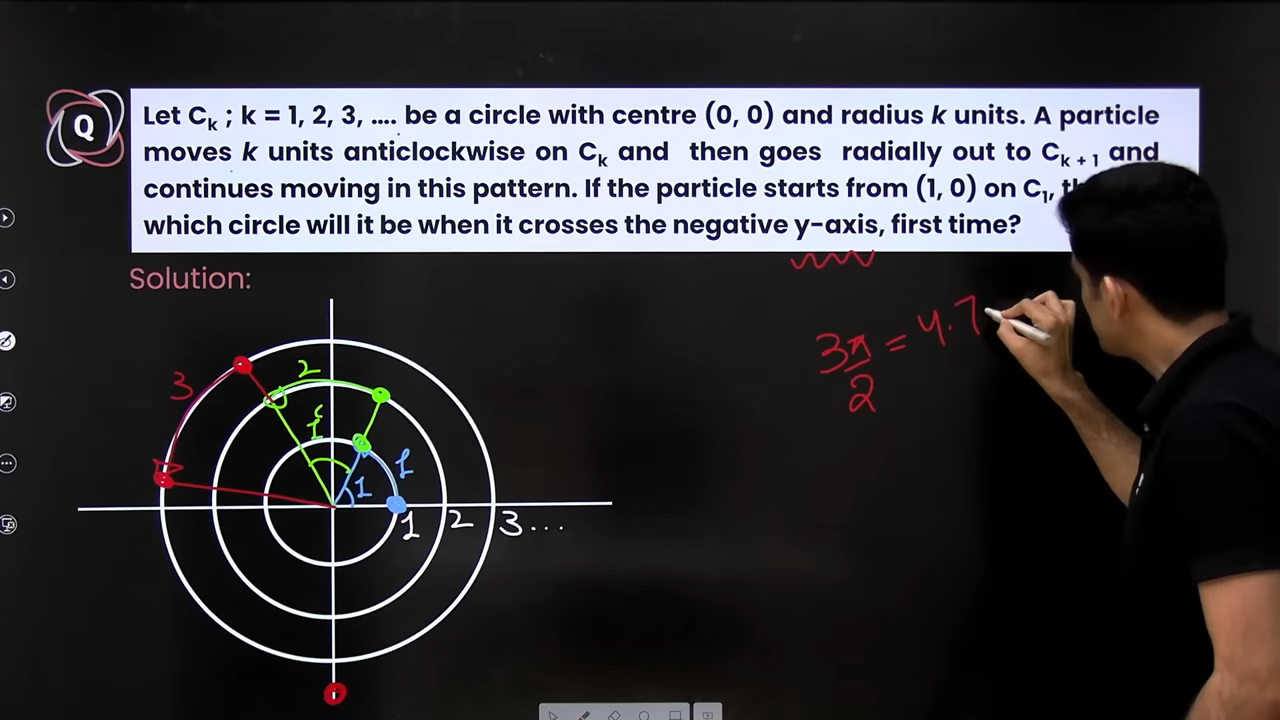 Q
Let Ck ; k = 1, 2, 3, .... be a circle with centre (0, 0) and radius k units. A particle
moves k units anticlockwise on Ck and then goes radially out to Ck + 1 and
continues moving in this pattern. If the particle starts from (1, 0) on C1,
which circle will it be when it crosses the negative y-axis, first time?
Solution:
3π/2 = 4.7
3
2
1
1
1
1 2 3...